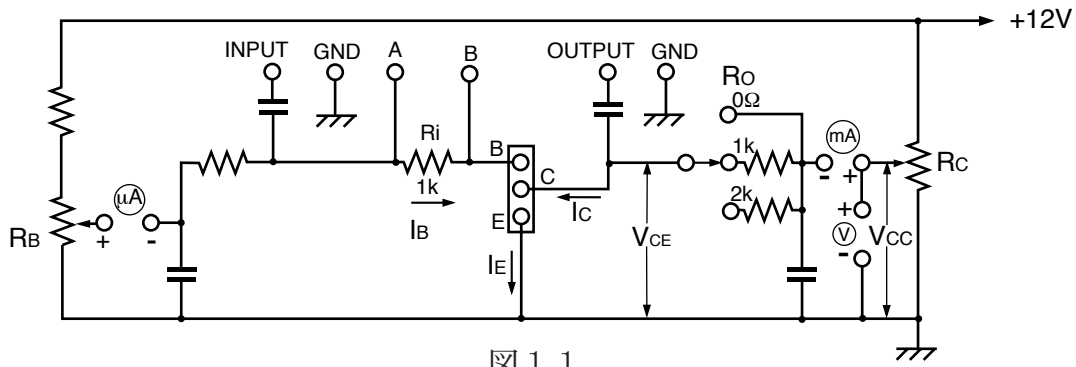 +12V
INPUT GND A B OUTPUT GND
RO
0Ω
mA
B
Ri
1k
C
1k
- +
RC
μA
+ -
RB
IB
E
IC
2k
VCE
+
V
-
VCC
IE
図11